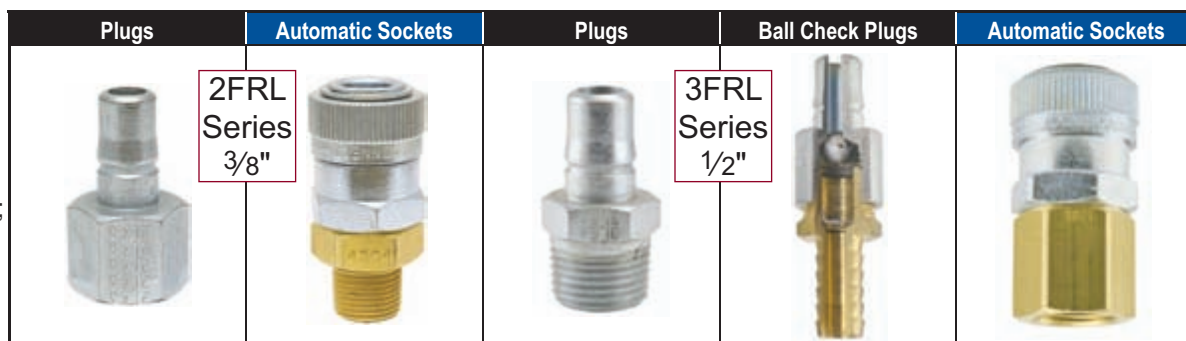 Plugs
Automatic Sockets
Plugs
Ball Check Plugs
Automatic Sockets
2FRL
Series
3/8"
3FRL
Series
1/2"